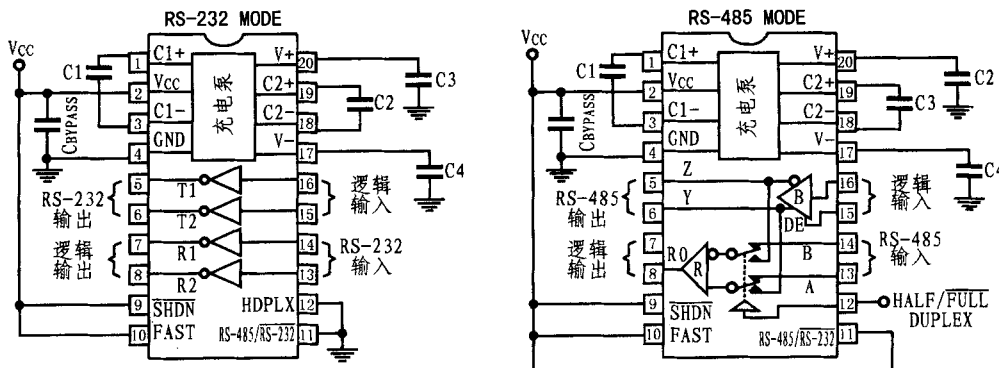 RS-232 MODE
VCC
C1+
V+
1
20
C1
C3
VCC
C2+
2
19
充电泵
CBYPASS
C1-
C2-
C2
3
18
GND
V-
4
17
C4
5
T1
16
RS-232
输出
逻辑
输入
6
T2
15
7
R1
14
逻辑
输出
RS-232
输入
8
R2
13
9
SHDN
HDPLX
12
10
FAST
RS-485/RS-232
11
RS-485 MODE
VCC
C1+
V+
1
20
C1
C2
VCC
C2+
2
19
充电泵
CBYPASS
C1-
C2-
C3
3
18
GND
V-
4
17
C4
5
Z
B
16
RS-485
输出
逻辑
输入
6
Y
DE
15
7
RO
R
B
14
逻辑
输出
RS-485
输入
8
A
13
9
SHDN
12
HALF/FULL
DUPLEX
10
FAST
RS-485/RS-232
11